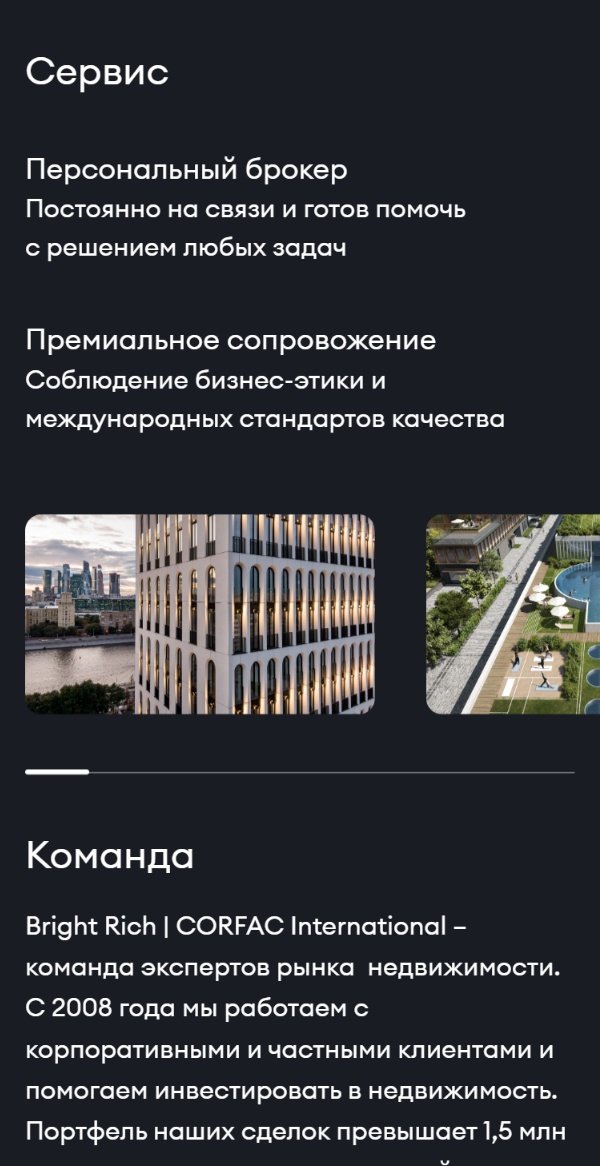 Сервис
Персональный брокер
Постоянно на связи и готов помочь
с решением любых задач
Премиальное сопровожение
Соблюдение бизнес-этики и
международных стандартов качества
Команда
Bright Rich | CORFAC International –
команда экспертов рынка  недвижимости.
С 2008 года мы работаем с
корпоративными и частными клиентами и
помогаем инвестировать в недвижимость.
Портфель наших сделок превышает 1,5 млн